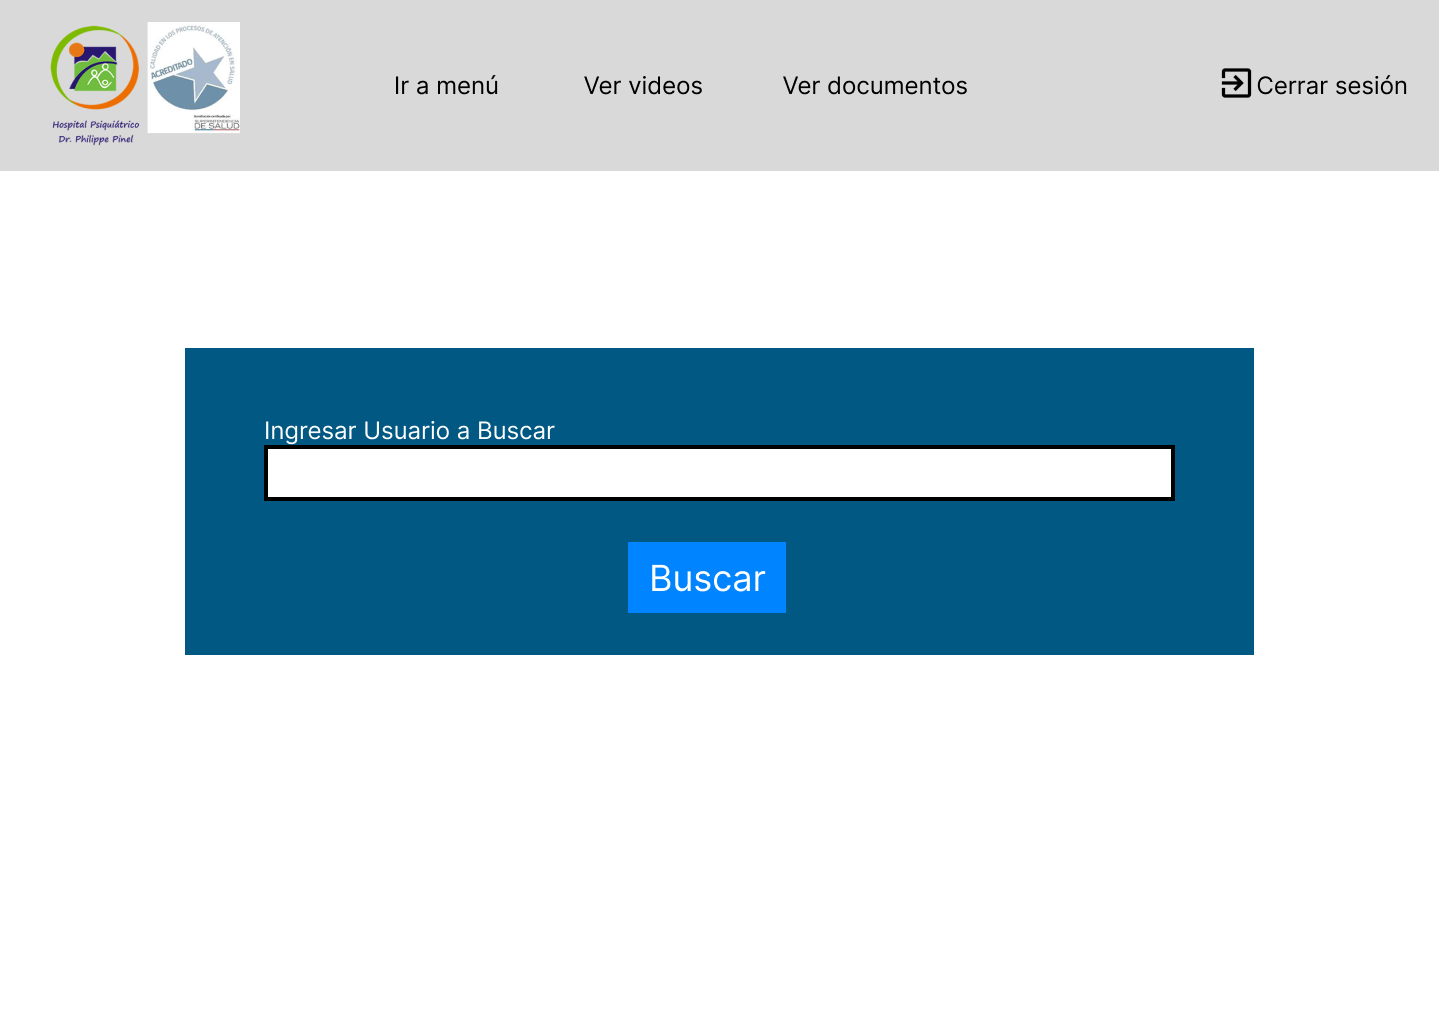 CALIDAD EN LOS PROCESOS DE ATENCIÓN EN SALUD
ACREDITADO
SUPERINTENDENCIA
DE SALUD
Hospital Psiquiátrico
Dr. Philippe Pinel
Ir a menú
Ver videos
Ver documentos
Cerrar sesión
Ingresar Usuario a Buscar
Buscar